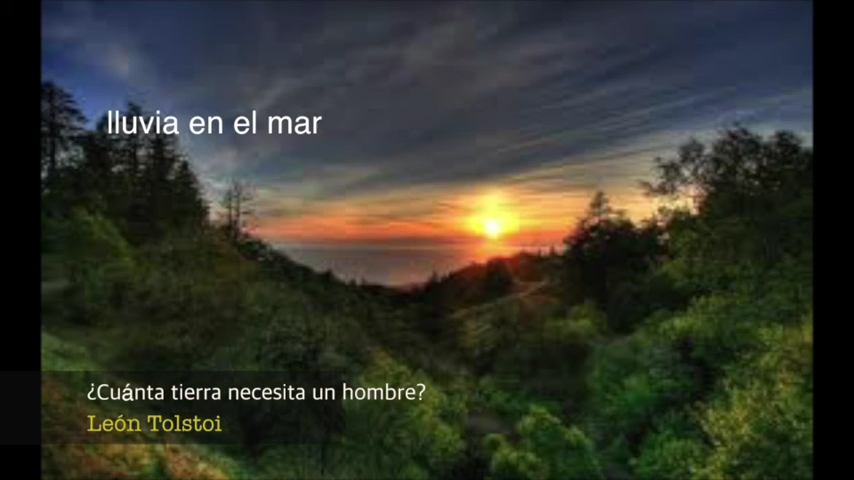 lluvia en el mar
¿Cuánta tierra necesita un hombre?
León Tolstoi